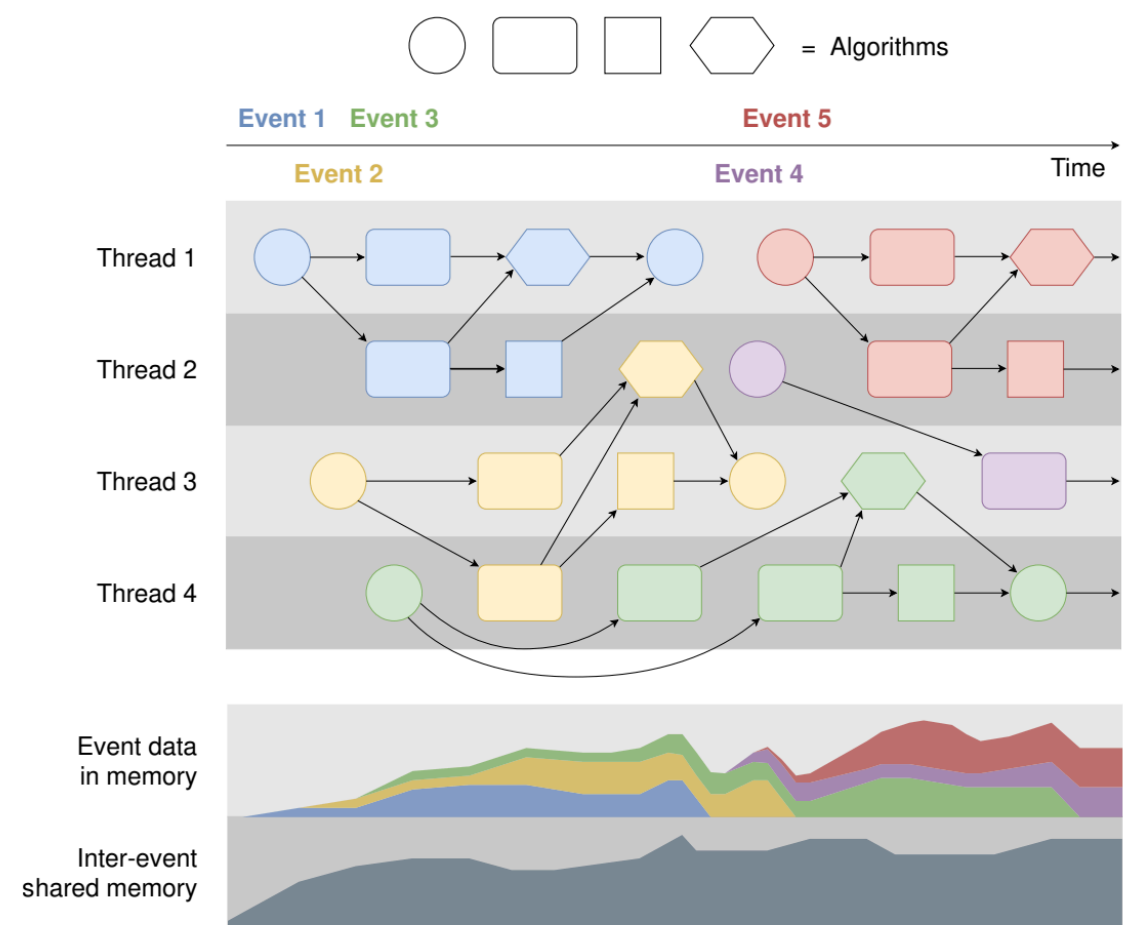 = Algorithms
Event 1 Event 3 Event 5
Time
Event 2 Event 4
Thread 1
Thread 2
Thread 3
Thread 4
Event data
in memory
Inter-event
shared memory